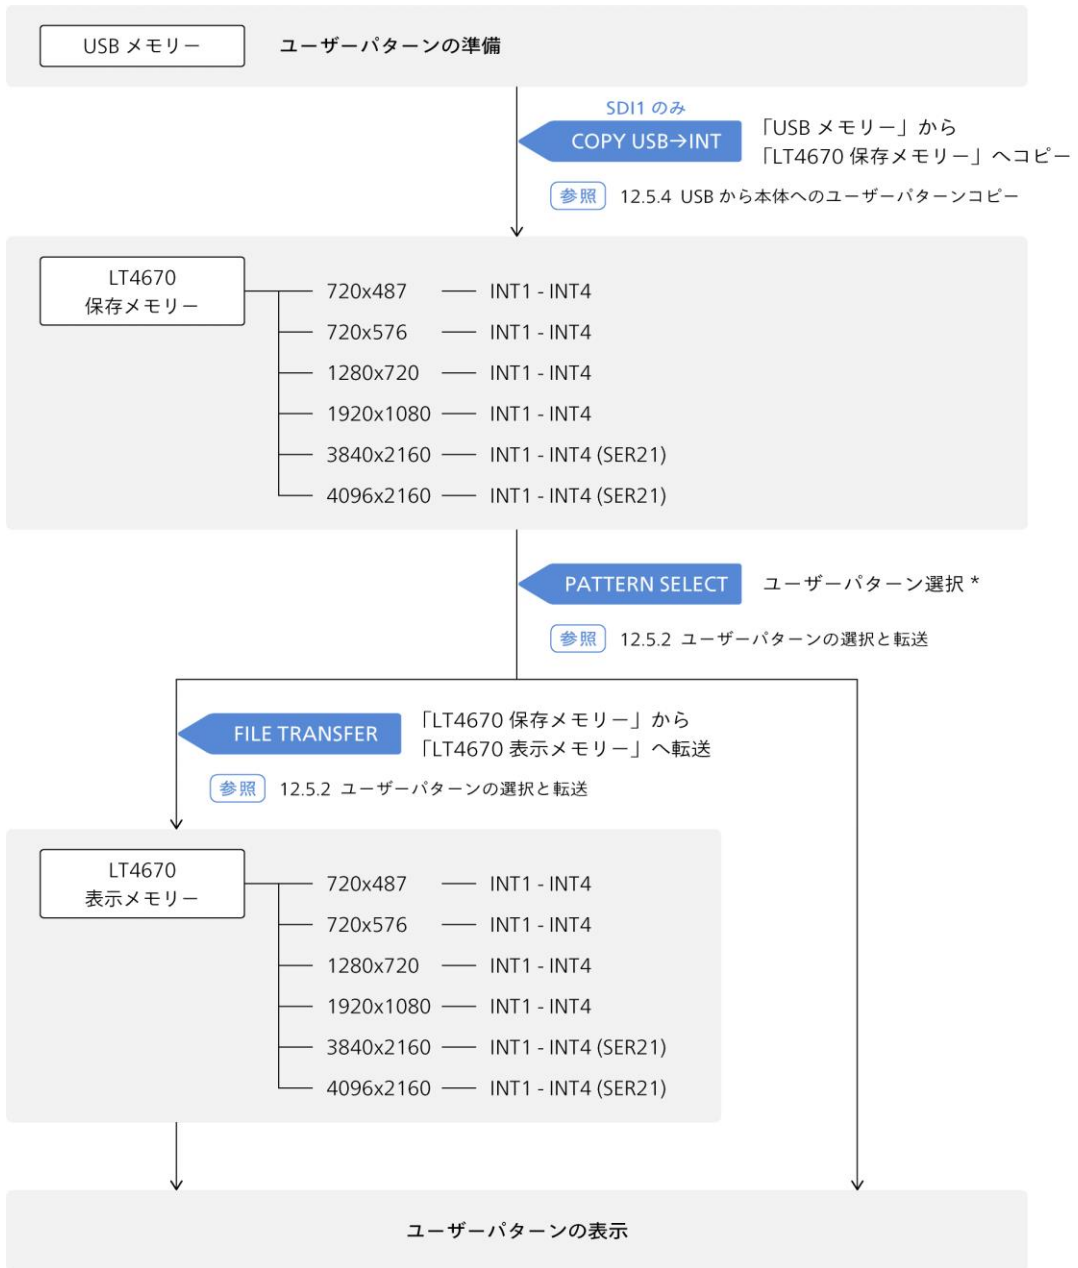 USB メモリー ユーザーパターンの準備
SDI1 のみ
COPY USB→INT
「USB メモリー」から
「LT4670 保存メモリー」へコピー
参照 12.5.4 USB から本体へのユーザーパターンコピー
LT4670
保存メモリー
720x487 INT1 - INT4
720x576 INT1 - INT4
1280x720 INT1 - INT4
1920x1080 INT1 - INT4
3840x2160 INT1 - INT4 (SER21)
4096x2160 INT1 - INT4 (SER21)
PATTERN SELECT ユーザーパターン選択 *
参照 12.5.2 ユーザーパターンの選択と転送
FILE TRANSFER
「LT4670 保存メモリー」から
「LT4670 表示メモリー」へ転送
参照 12.5.2 ユーザーパターンの選択と転送
LT4670
表示メモリー
720x487 INT1 - INT4
720x576 INT1 - INT4
1280x720 INT1 - INT4
1920x1080 INT1 - INT4
3840x2160 INT1 - INT4 (SER21)
4096x2160 INT1 - INT4 (SER21)
ユーザーパターンの表示